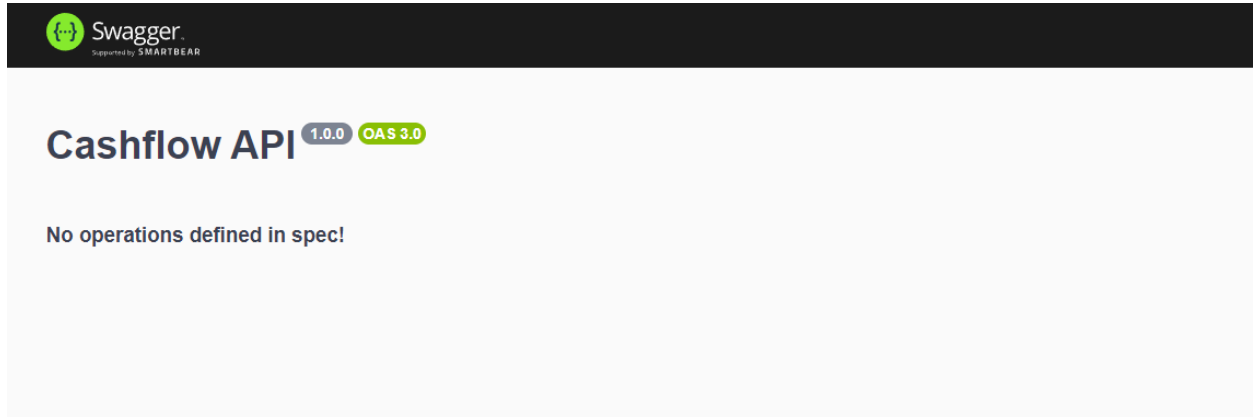 {···} Swagger.
Supported by SMARTBEAR
Cashflow API 1.0.0 OAS 3.0
No operations defined in spec!